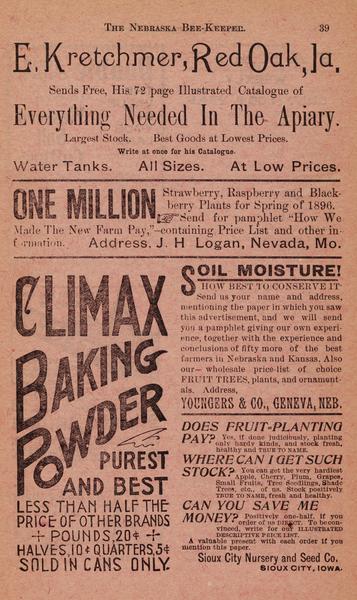 THE NEBRASKA BEE-KEEPER. 39
E. Kretchmer, Red Oak, Ia.
Sends Free, His 72 page Illustrated Catalogue of
Everything Needed In The Apiary.
Largest Stock. Best Goods at Lowest Prices.
Write at once for his Catalogue.
Water Tanks. All Sizes. At Low Prices.
ONE MILLION Strawberry, Raspberry and Black-
berry Plants for Spring of 1896.
Send for pamphlet "How We
Made The New Farm Pay,"—containing Price List and other in-
formation. Address, J. H Logan, Nevada, Mo.
CLIMAX
BAKING
POWDER
PUREST
AND BEST
LESS THAN HALF THE
PRICE OF OTHER BRANDS
POUNDS, 20¢
HALVES, 10¢ QUARTERS, 5¢
SOLD IN CANS ONLY.
SOIL MOISTURE!
HOW BEST TO CONSERVE IT
Send us your name and address,
mentioning the paper in which you saw
this advertisement, and we will send
you a pamphlet giving our own experi-
ence, together with the experience and
conclusions of fifty more of the best
farmers in Nebraska and Kansas. Also
our— wholesale price-list of choice
FRUIT TREES, plants, and ornament-
als. Address,
YOUNGERS & CO., GENEVA, NEB.
DOES FRUIT-PLANTING
PAY? Yes, if done judiciously, planting
only hardy kinds, and stock fresh,
healthy and TRUE TO NAME.
WHERE CAN I GET SUCH
STOCK? You can get the very hardiest
Apple, Cherry, Plum, Grapes,
Small Fruits, Tree Seedlings, Shade
Trees, etc., of us. Stock positively
TRUE TO NAME, fresh and healthy.
CAN YOU SAVE ME
MONEY? Positively one-half, if you
order of us DIRECT. To be con-
vinced, write for our ILLUSTRATED
DESCRIPTIVE PRICE LIST.
A valuable present with each order if you
mention this paper.
Sioux City Nursery and Seed Co.
SIOUX CITY, IOWA.